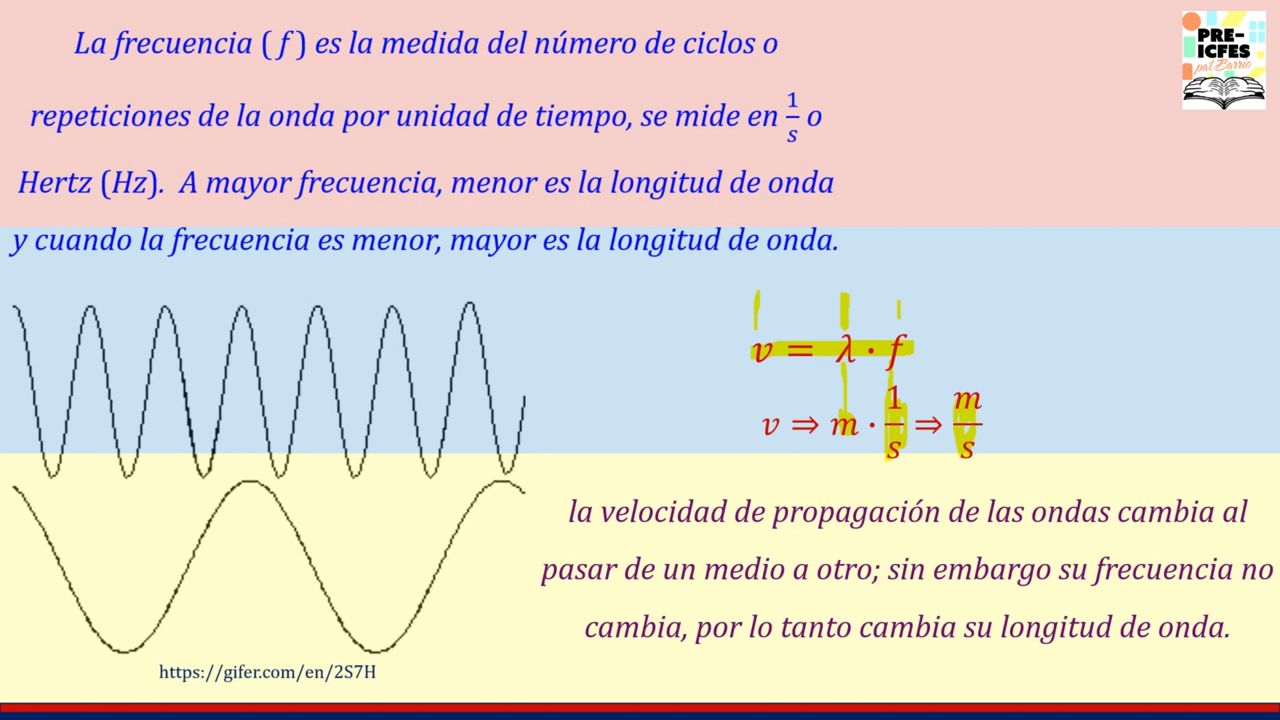 La frecuencia ( f ) es la medida del número de ciclos o
repeticiones de la onda por unidad de tiempo, se mide en 1/s o
Hertz (Hz). A mayor frecuencia, menor es la longitud de onda
y cuando la frecuencia es menor, mayor es la longitud de onda.
PRE-
ICFES
pa'l Barrio
v = λ · f
v ⇒ m · 1/s ⇒ m/s
la velocidad de propagación de las ondas cambia al
pasar de un medio a otro; sin embargo su frecuencia no
cambia, por lo tanto cambia su longitud de onda.
https://gifer.com/en/2S7H